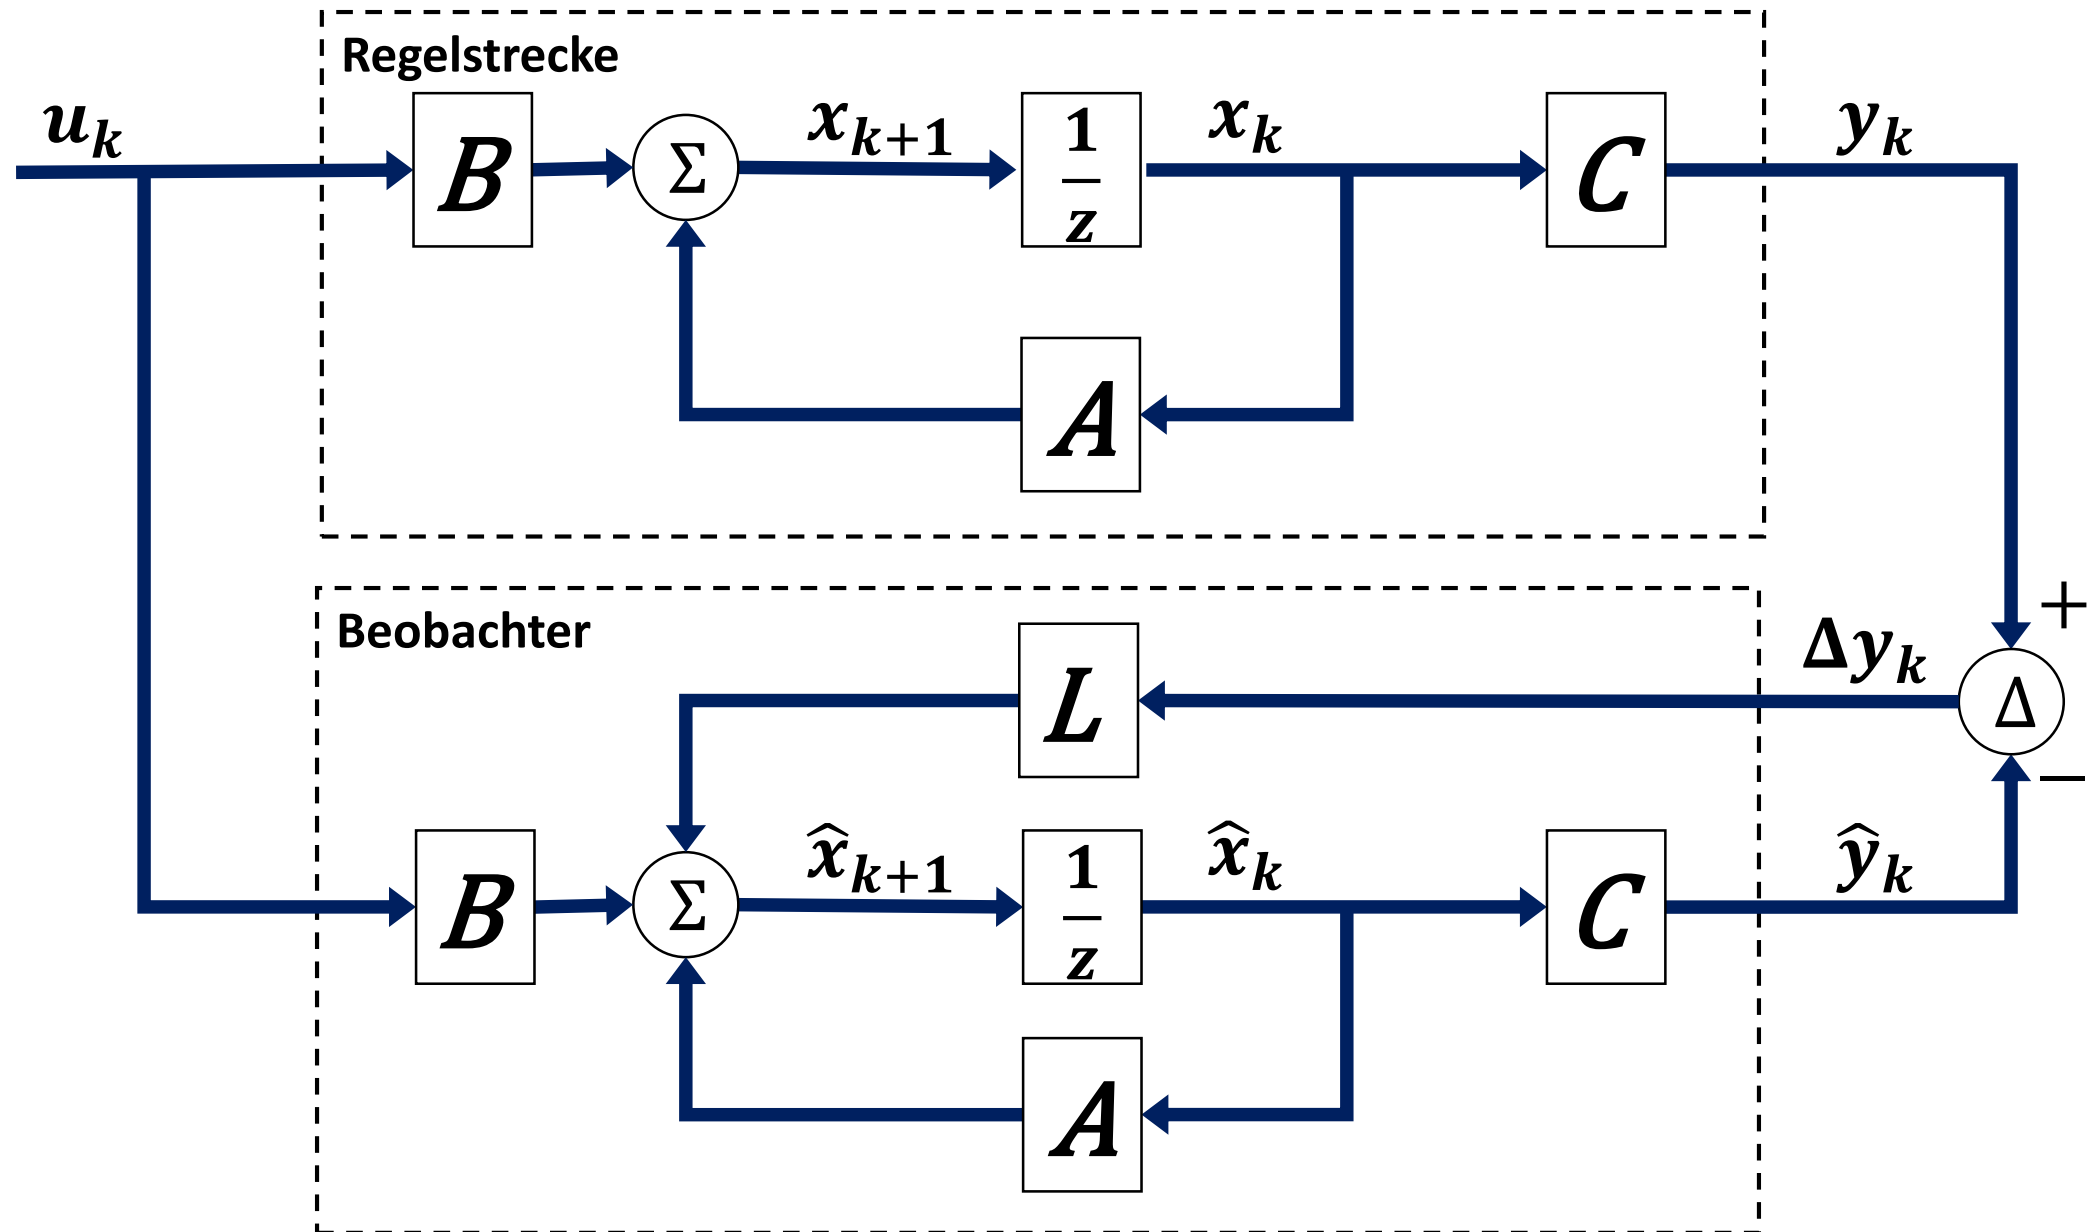 Regelstrecke
u_k
B
Σ
x_{k+1}
1/z
x_k
C
y_k
A
+
Beobachter
L
Δy_k
Δ
−
B
Σ
x̂_{k+1}
1/z
x̂_k
C
ŷ_k
A